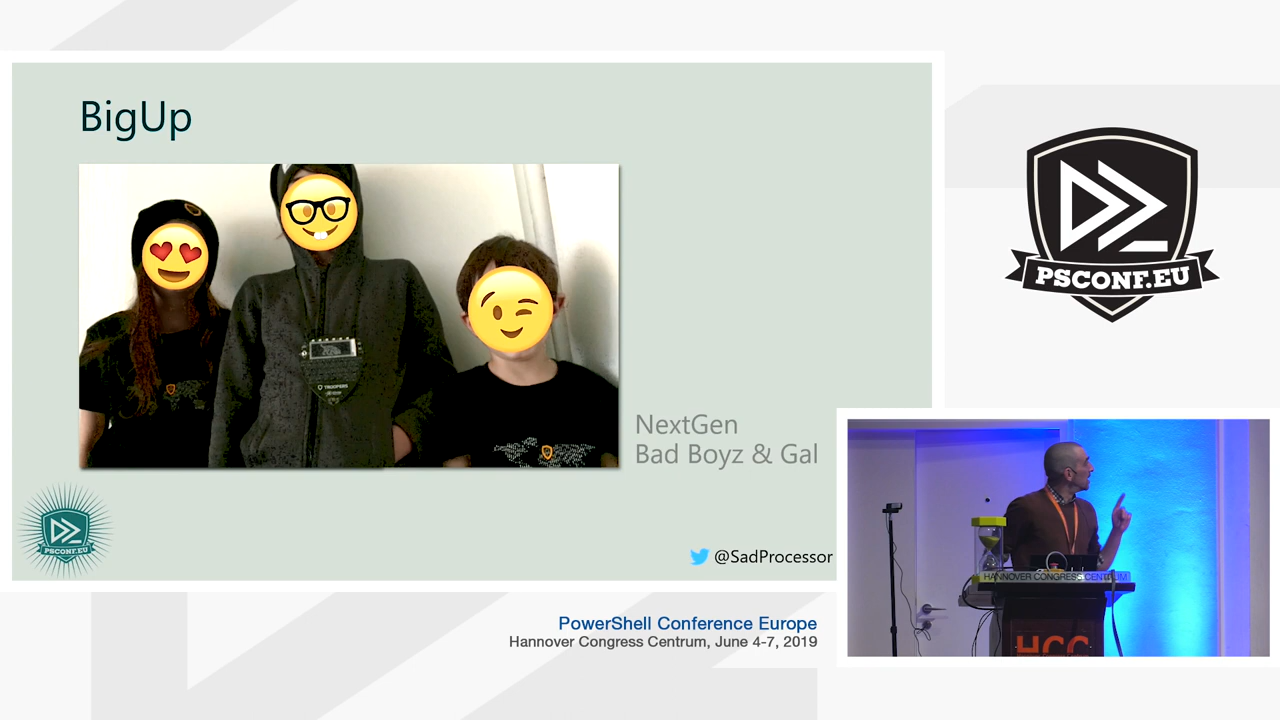 BigUp
TROOPERS
NextGen
Bad Boyz & Gal
PSCONF.EU
@SadProcessor
PSCONF.EU
HANNOVER CONGRESS CENTRUM
HCC
PowerShell Conference Europe
Hannover Congress Centrum, June 4-7, 2019